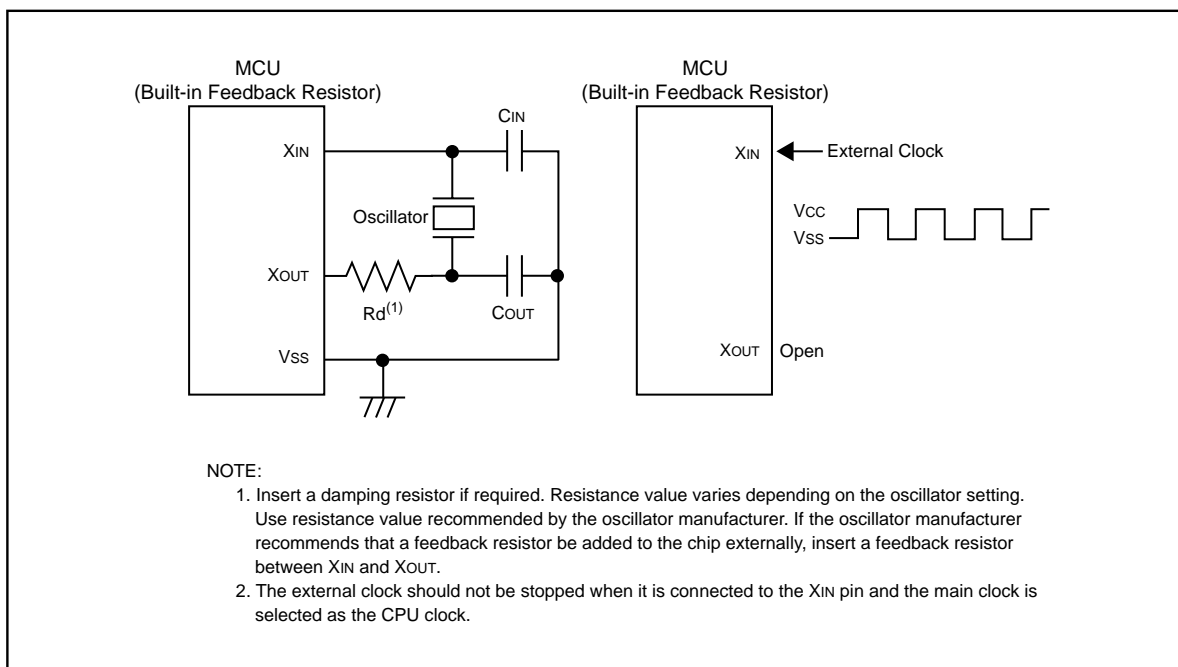 MCU
(Built-in Feedback Resistor)
XIN
CIN
Oscillator
XOUT
Rd(1)
COUT
VSS
MCU
(Built-in Feedback Resistor)
XIN
External Clock
VCC
VSS
XOUT
Open
NOTE:
1. Insert a damping resistor if required. Resistance value varies depending on the oscillator setting.
Use resistance value recommended by the oscillator manufacturer. If the oscillator manufacturer
recommends that a feedback resistor be added to the chip externally, insert a feedback resistor
between XIN and XOUT.
2. The external clock should not be stopped when it is connected to the XIN pin and the main clock is
selected as the CPU clock.